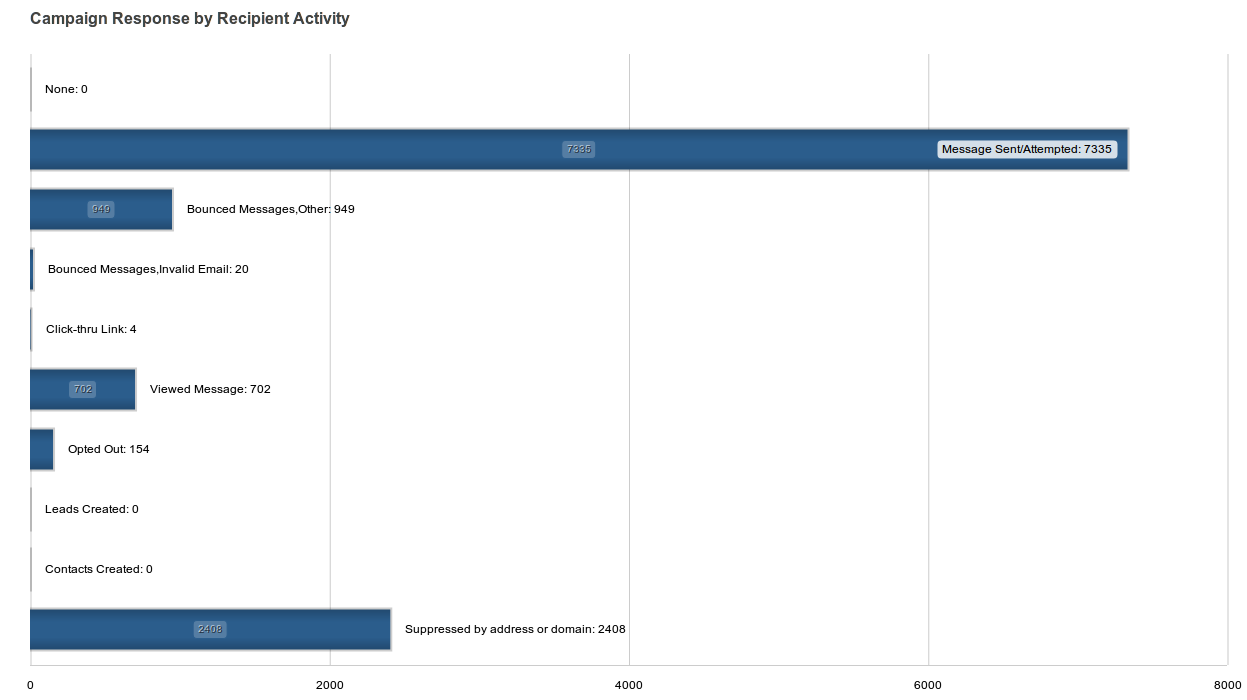 Campaign Response by Recipient Activity
None: 0
7335 Message Sent/Attempted: 7335
949 Bounced Messages,Other: 949
Bounced Messages,Invalid Email: 20
Click-thru Link: 4
702 Viewed Message: 702
Opted Out: 154
Leads Created: 0
Contacts Created: 0
2408 Suppressed by address or domain: 2408
0 2000 4000 6000 8000